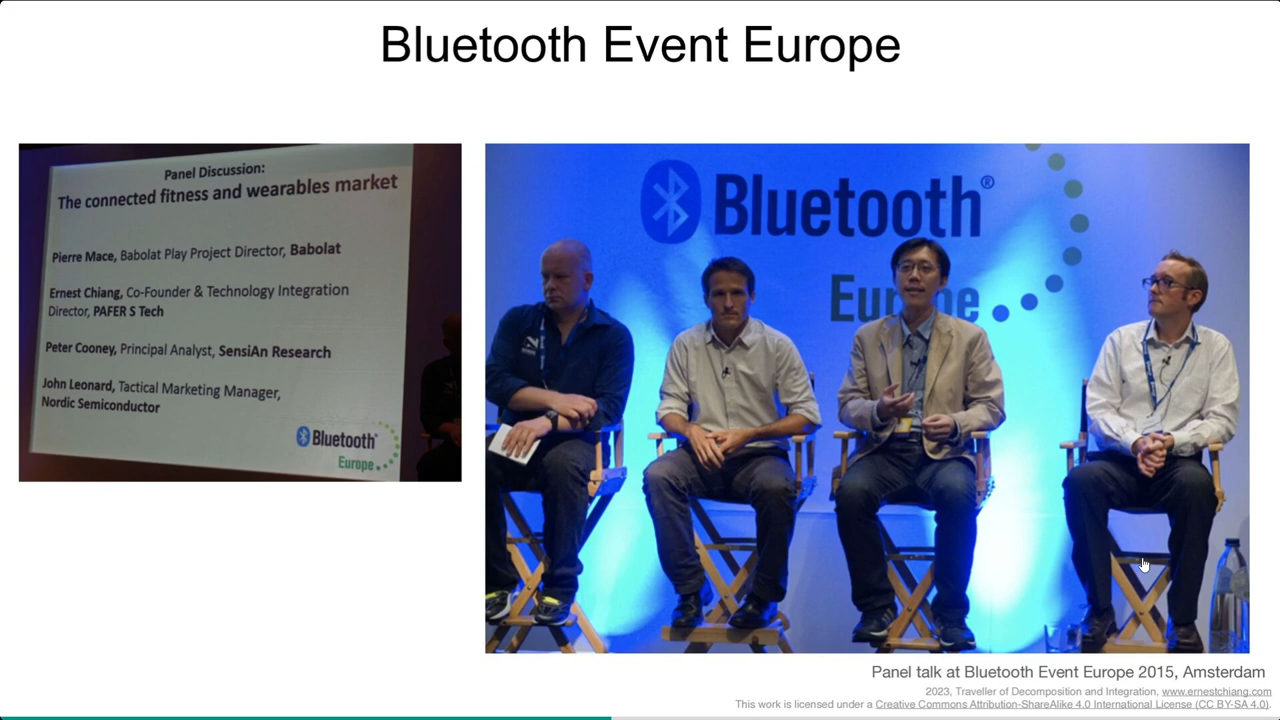 Bluetooth Event Europe
Panel Discussion:
The connected fitness and wearables market
Pierre Mace, Babolat Play Project Director, Babolat
Ernest Chiang, Co-Founder & Technology Integration
Director, PAFER S Tech
Peter Cooney, Principal Analyst, SensiAn Research
John Leonard, Tactical Marketing Manager,
Nordic Semiconductor
Bluetooth®
Europe
Bluetooth®
Europe
Panel talk at Bluetooth Event Europe 2015, Amsterdam
2023, Traveller of Decomposition and Integration, www.ernestchiang.com
This work is licensed under a Creative Commons Attribution-ShareAlike 4.0 International License (CC BY-SA 4.0).